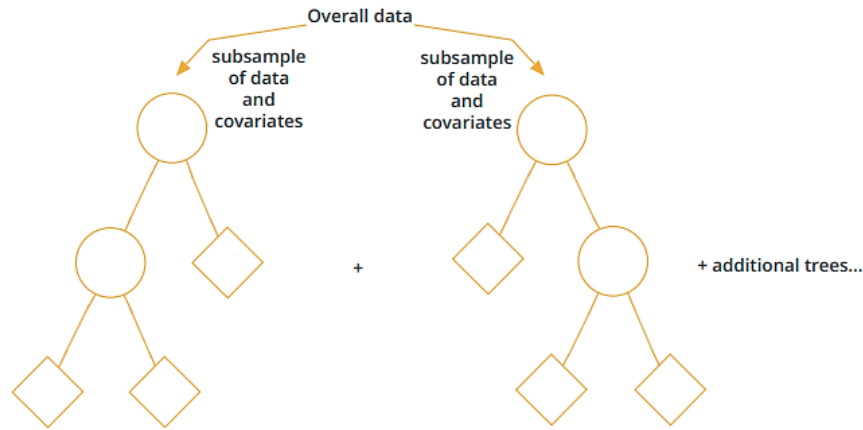 Overall data
subsample
of data
and
covariates
subsample
of data
and
covariates
+
+ additional trees...